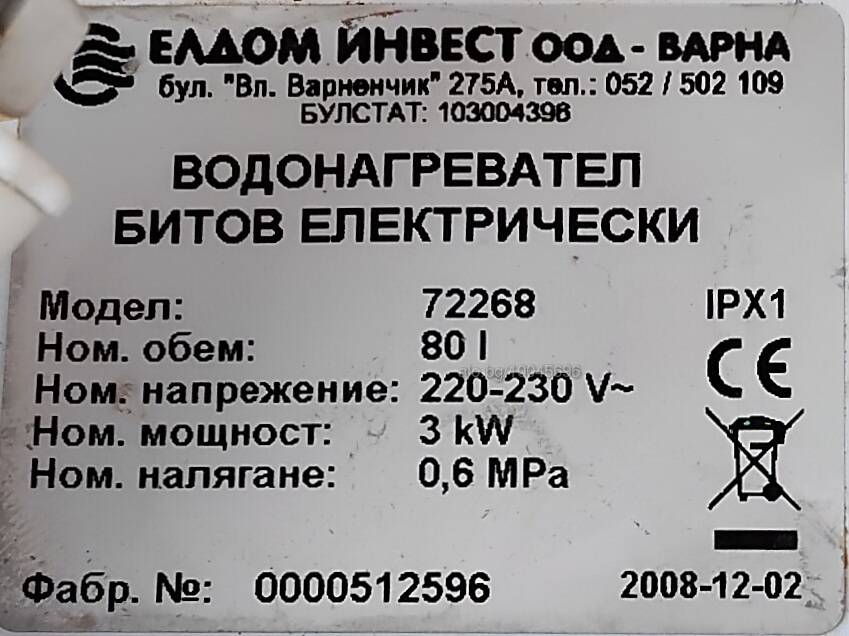 ЕЛДОМ ИНВЕСТ ООД - ВАРНА
бул. "Вл. Варненчик" 275А, тел.: 052 / 502 109
БУЛСТАТ: 103004396
ВОДОНАГРЕВАТЕЛ
БИТОВ ЕЛЕКТРИЧЕСКИ
Модел: 72268 IPX1
Ном. обем: 80 l
Ном. напрежение: 220-230 V~
Ном. мощност: 3 kW
Ном. налягане: 0,6 MPa
CE
Фабр. №: 0000512596 2008-12-02